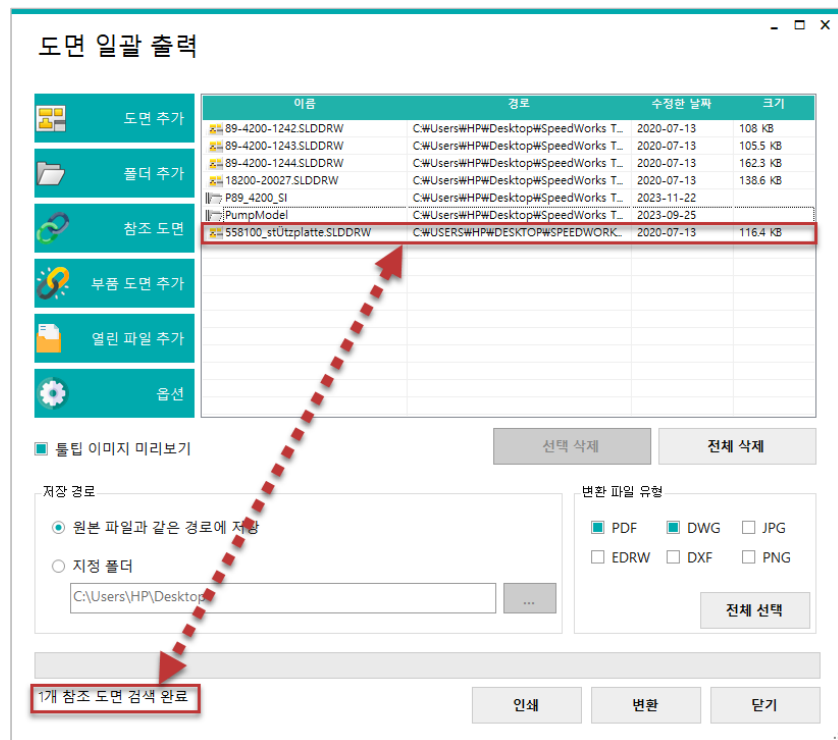 도면 일괄 출력
도면 추가
폴더 추가
참조 도면
부품 도면 추가
열린 파일 추가
옵션
이름 경로 수정한 날짜 크기
89-4200-1242.SLDDRW C:₩Users₩HP₩Desktop₩SpeedWorks T... 2020-07-13 108 KB
89-4200-1243.SLDDRW C:₩Users₩HP₩Desktop₩SpeedWorks T... 2020-07-13 105.5 KB
89-4200-1244.SLDDRW C:₩Users₩HP₩Desktop₩SpeedWorks T... 2020-07-13 162.3 KB
18200-20027.SLDDRW C:₩Users₩HP₩Desktop₩SpeedWorks T... 2020-07-13 138.6 KB
P89_4200_SI C:₩Users₩HP₩Desktop₩SpeedWorks T... 2023-11-22
PumpModel C:₩Users₩HP₩Desktop₩SpeedWorks T... 2023-09-25
558100_stÜtzplatte.SLDDRW C:₩USERS₩HP₩DESKTOP₩SPEEDWORK... 2020-07-13 116.4 KB
툴팁 이미지 미리보기
선택 삭제 전체 삭제
저장 경로
원본 파일과 같은 경로에 저장
지정 폴더
C:\Users\HP\Desktop
...
변환 파일 유형
PDF DWG JPG
EDRW DXF PNG
전체 선택
1개 참조 도면 검색 완료
인쇄 변환 닫기